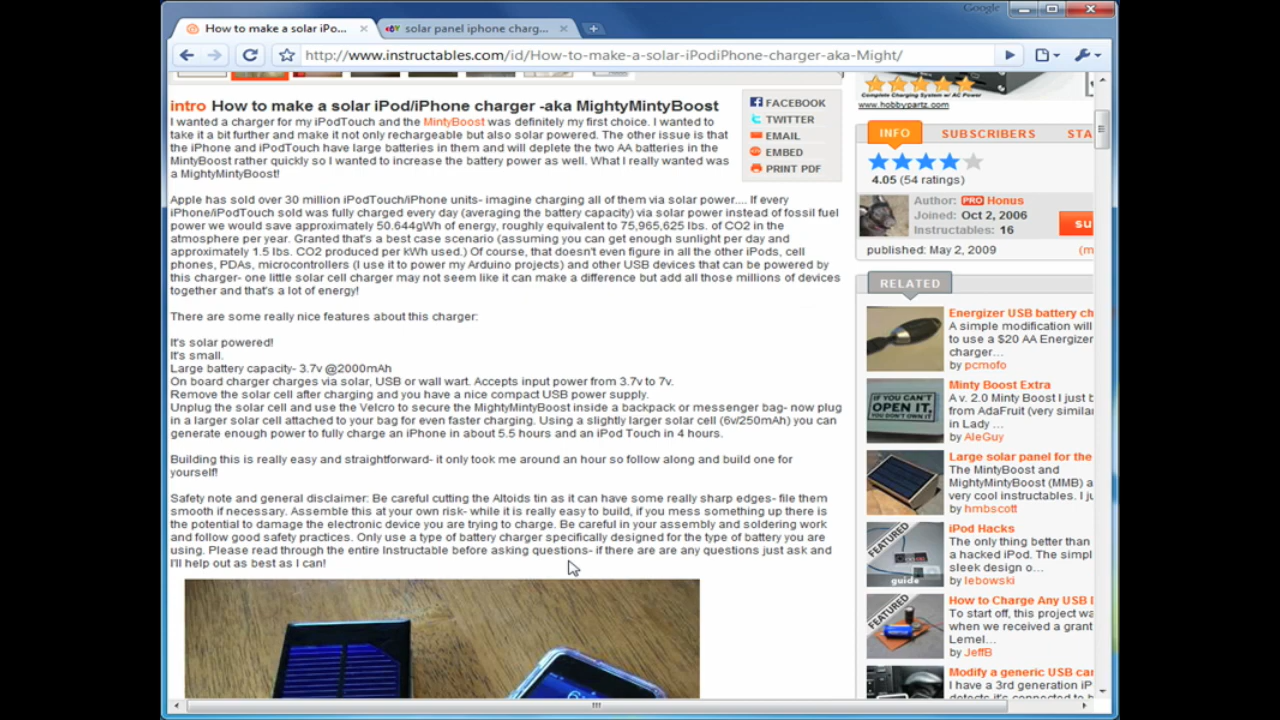 Google
How to make a solar iPo...
solar panel iphone charg...
http://www.instructables.com/id/How-to-make-a-solar-iPodiPhone-charger-aka-Might/
intro How to make a solar iPod/iPhone charger -aka MightyMintyBoost
I wanted a charger for my iPodTouch and the MintyBoost was definitely my first choice. I wanted to
take it a bit further and make it not only rechargeable but also solar powered. The other issue is that
the iPhone and iPodTouch have large batteries in them and will deplete the two AA batteries in the
MintyBoost rather quickly so I wanted to increase the battery power as well. What I really wanted was
a MightyMintyBoost!
Apple has sold over 30 million iPodTouch/iPhone units- imagine charging all of them via solar power.... If every
iPhone/iPodTouch sold was fully charged every day (averaging the battery capacity) via solar power instead of fossil fuel
power we would save approximately 50.644gWh of energy, roughly equivalent to 75,965,625 lbs. of CO2 in the
atmosphere per year. Granted that's a best case scenario (assuming you can get enough sunlight per day and
approximately 1.5 lbs. CO2 produced per kWh used.) Of course, that doesn't even figure in all the other iPods, cell
phones, PDAs, microcontrollers (I use it to power my Arduino projects) and other USB devices that can be powered by
this charger- one little solar cell charger may not seem like it can make a difference but add all those millions of devices
together and that's a lot of energy!
There are some really nice features about this charger:
It's solar powered!
It's small.
Large battery capacity- 3.7v @2000mAh
On board charger charges via solar, USB or wall wart. Accepts input power from 3.7v to 7v.
Remove the solar cell after charging and you have a nice compact USB power supply.
Unplug the solar cell and use the Velcro to secure the MightyMintyBoost inside a backpack or messenger bag- now plug
in a larger solar cell attached to your bag for even faster charging. Using a slightly larger solar cell (6v/250mAh) you can
generate enough power to fully charge an iPhone in about 5.5 hours and an iPod Touch in 4 hours.
Building this is really easy and straightforward- it only took me around an hour so follow along and build one for
yourself!
Safety note and general disclaimer: Be careful cutting the Altoids tin as it can have some really sharp edges- file them
smooth if necessary. Assemble this at your own risk- while it is really easy to build, if you mess something up there is
the potential to damage the electronic device you are trying to charge. Be careful in your assembly and soldering work
and follow good safety practices. Only use a type of battery charger specifically designed for the type of battery you are
using. Please read through the entire Instructable before asking questions- if there are are any questions just ask and
I'll help out as best as I can!
FACEBOOK
TWITTER
EMAIL
EMBED
PRINT PDF
Complete Charging System w/ AC Power
www.hobbypartz.com
INFO SUBSCRIBERS STA
4.05 (54 ratings)
Author: PRO Honus
Joined: Oct 2, 2006
Instructables: 16
su
published: May 2, 2009 (m
RELATED
Energizer USB battery ch
A simple modification will
to use a $20 AA Energizer
charger...
by pcmofo
IF YOU CAN'T
OPEN IT,
YOU DON'T OWN IT.
Minty Boost Extra
A v. 2.0 Minty Boost I just b
from AdaFruit (very similar
in Lady ...
by AleGuy
Large solar panel for the
The MintyBoost and
MightyMintyBoost (MMB) a
very cool instructables. I ju
by hmbscott
FEATURED
guide
iPod Hacks
The only thing better than
a hacked iPod. The simpl
sleek design o...
by lebowski
FEATURED
How to Charge Any USB D
To start off, this project wa
when we received a grant
Lemel...
by JeffB
FEATURED
Modify a generic USB car
I have a 3rd generation iP